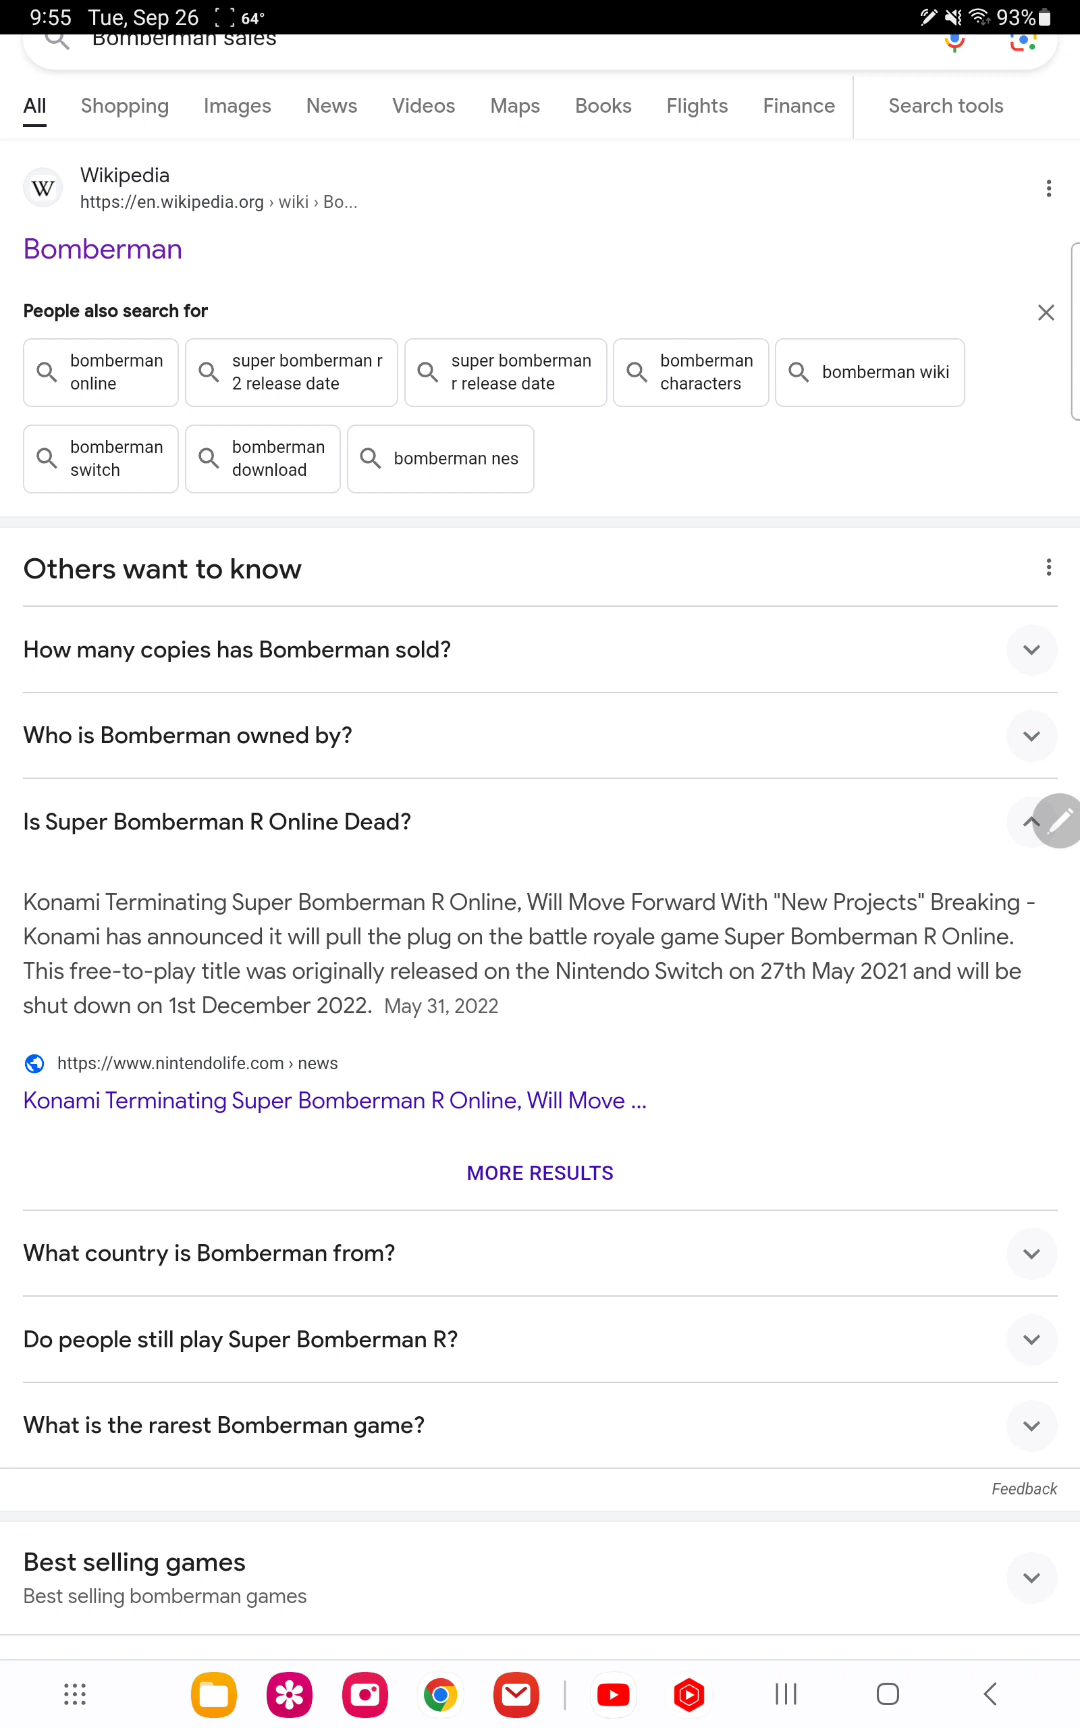 9:55 Tue, Sep 26 64° 93%
Bomberman sales
All Shopping Images News Videos Maps Books Flights Finance Search tools
W
Wikipedia
https://en.wikipedia.org › wiki › Bo...
Bomberman
People also search for
bomberman online
super bomberman r 2 release date
super bomberman r release date
bomberman characters
bomberman wiki
bomberman switch
bomberman download
bomberman nes
Others want to know
How many copies has Bomberman sold?
Who is Bomberman owned by?
Is Super Bomberman R Online Dead?
Konami Terminating Super Bomberman R Online, Will Move Forward With "New Projects" Breaking -
Konami has announced it will pull the plug on the battle royale game Super Bomberman R Online.
This free-to-play title was originally released on the Nintendo Switch on 27th May 2021 and will be
shut down on 1st December 2022. May 31, 2022
https://www.nintendolife.com › news
Konami Terminating Super Bomberman R Online, Will Move ...
MORE RESULTS
What country is Bomberman from?
Do people still play Super Bomberman R?
What is the rarest Bomberman game?
Feedback
Best selling games
Best selling bomberman games